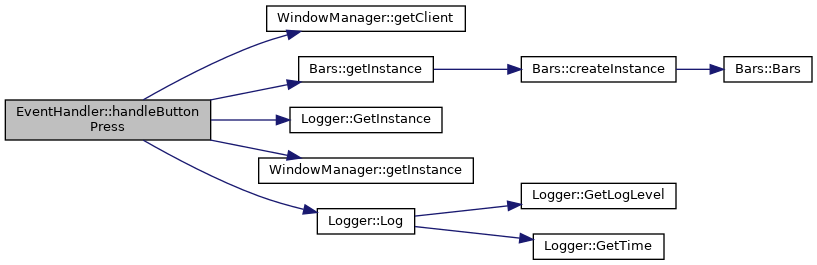 WindowManager::getClient
Bars::getInstance
Bars::createInstance
Bars::Bars
EventHandler::handleButton
Press
Logger::GetInstance
WindowManager::getInstance
Logger::Log
Logger::GetLogLevel
Logger::GetTime